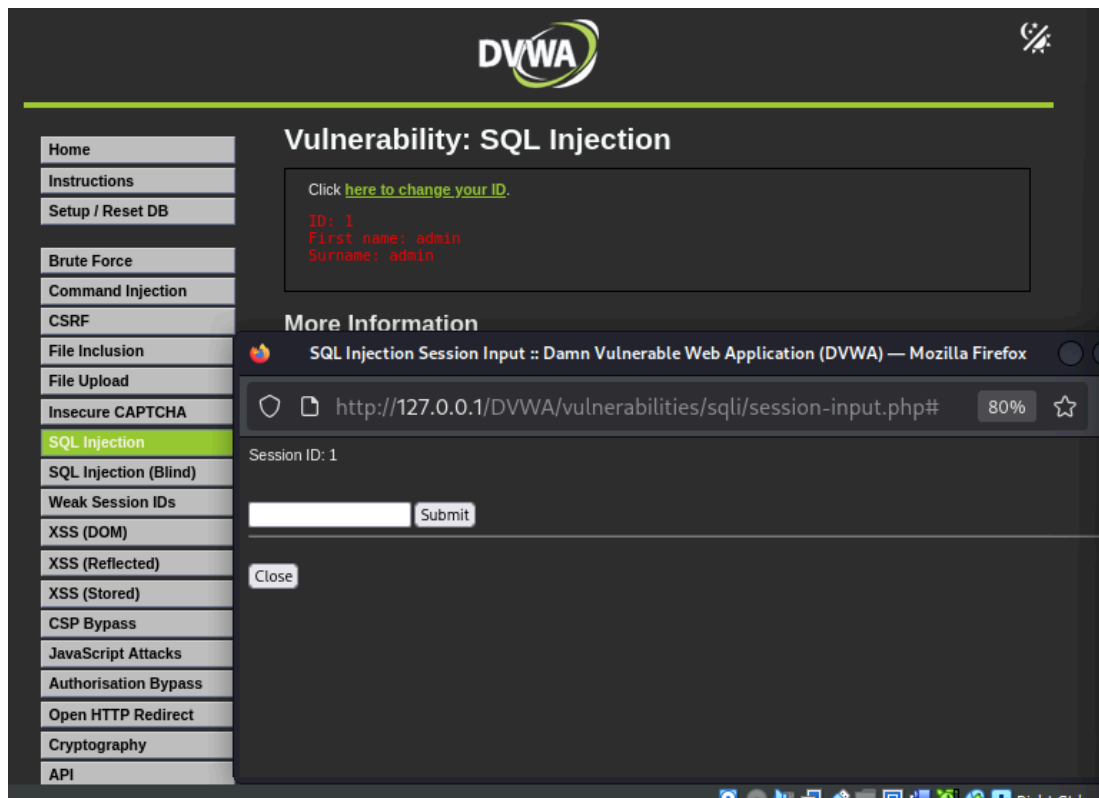 DVWA
Vulnerability: SQL Injection
Home
Instructions
Setup / Reset DB
Brute Force
Command Injection
CSRF
File Inclusion
File Upload
Insecure CAPTCHA
SQL Injection
SQL Injection (Blind)
Weak Session IDs
XSS (DOM)
XSS (Reflected)
XSS (Stored)
CSP Bypass
JavaScript Attacks
Authorisation Bypass
Open HTTP Redirect
Cryptography
API
Click here to change your ID.
ID: 1
First name: admin
Surname: admin
More Information
SQL Injection Session Input :: Damn Vulnerable Web Application (DVWA) — Mozilla Firefox
http://127.0.0.1/DVWA/vulnerabilities/sqli/session-input.php# 80%
Session ID: 1
Submit
Close